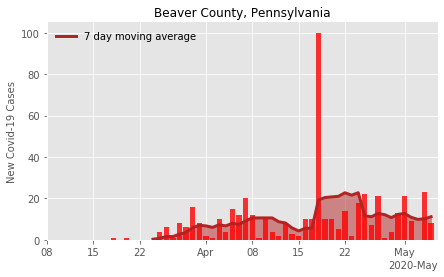 Beaver County, Pennsylvania
7 day moving average
New Covid-19 Cases
100
80
60
40
20
0
08 15 22 Apr 08 15 22 May
2020-May